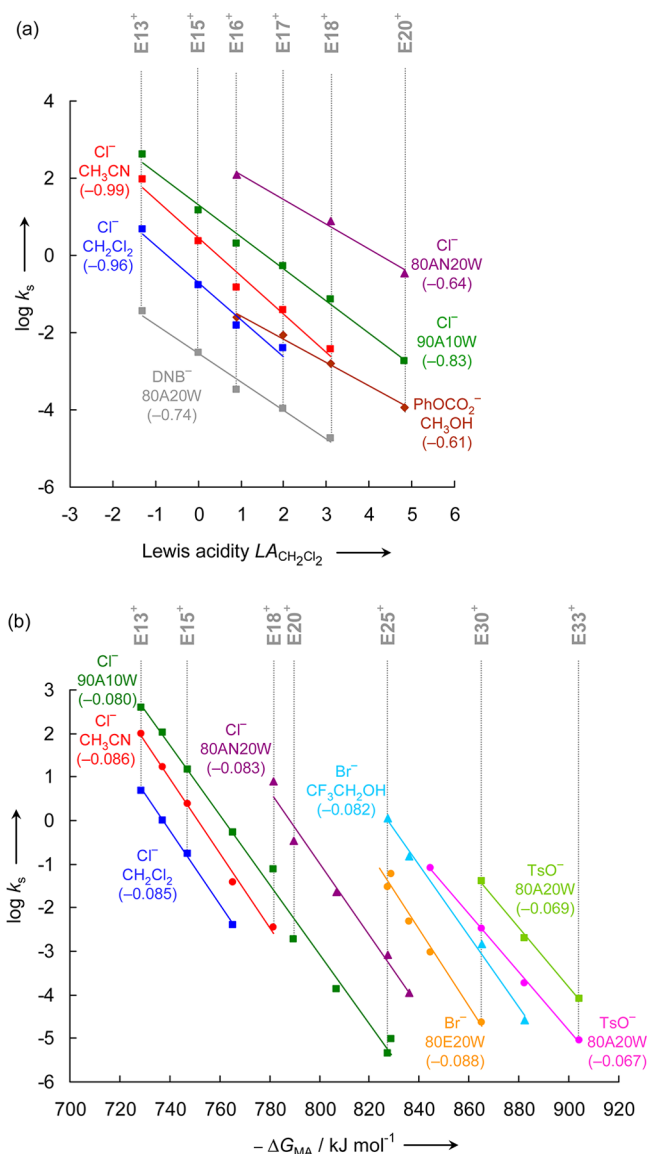 (a)
E13⁺ E15⁺ E16⁺ E17⁺ E18⁺ E20⁺
4
2
0
-2
-4
-6
log kₛ
Cl⁻
CH₃CN
(−0.99)
Cl⁻
CH₂Cl₂
(−0.96)
DNB⁻
80A20W
(−0.74)
Cl⁻
80AN20W
(−0.64)
Cl⁻
90A10W
(−0.83)
PhOCO₂⁻
CH₃OH
(−0.61)
-3 -2 -1 0 1 2 3 4 5 6
Lewis acidity LA CH₂Cl₂
(b)
E13⁺ E15⁺ E18⁺ E20⁺ E25⁺ E30⁺ E33⁺
3
2
1
0
-1
-2
-3
-4
-5
-6
log kₛ
Cl⁻
90A10W
(−0.080)
Cl⁻
CH₃CN
(−0.086)
Cl⁻
CH₂Cl₂
(−0.085)
Cl⁻
80AN20W
(−0.083)
Br⁻
CF₃CH₂OH
(−0.082)
TsO⁻
80A20W
(−0.069)
Br⁻
80E20W
(−0.088)
TsO⁻
80A20W
(−0.067)
700 720 740 760 780 800 820 840 860 880 900 920
− ΔG MA / kJ mol⁻¹